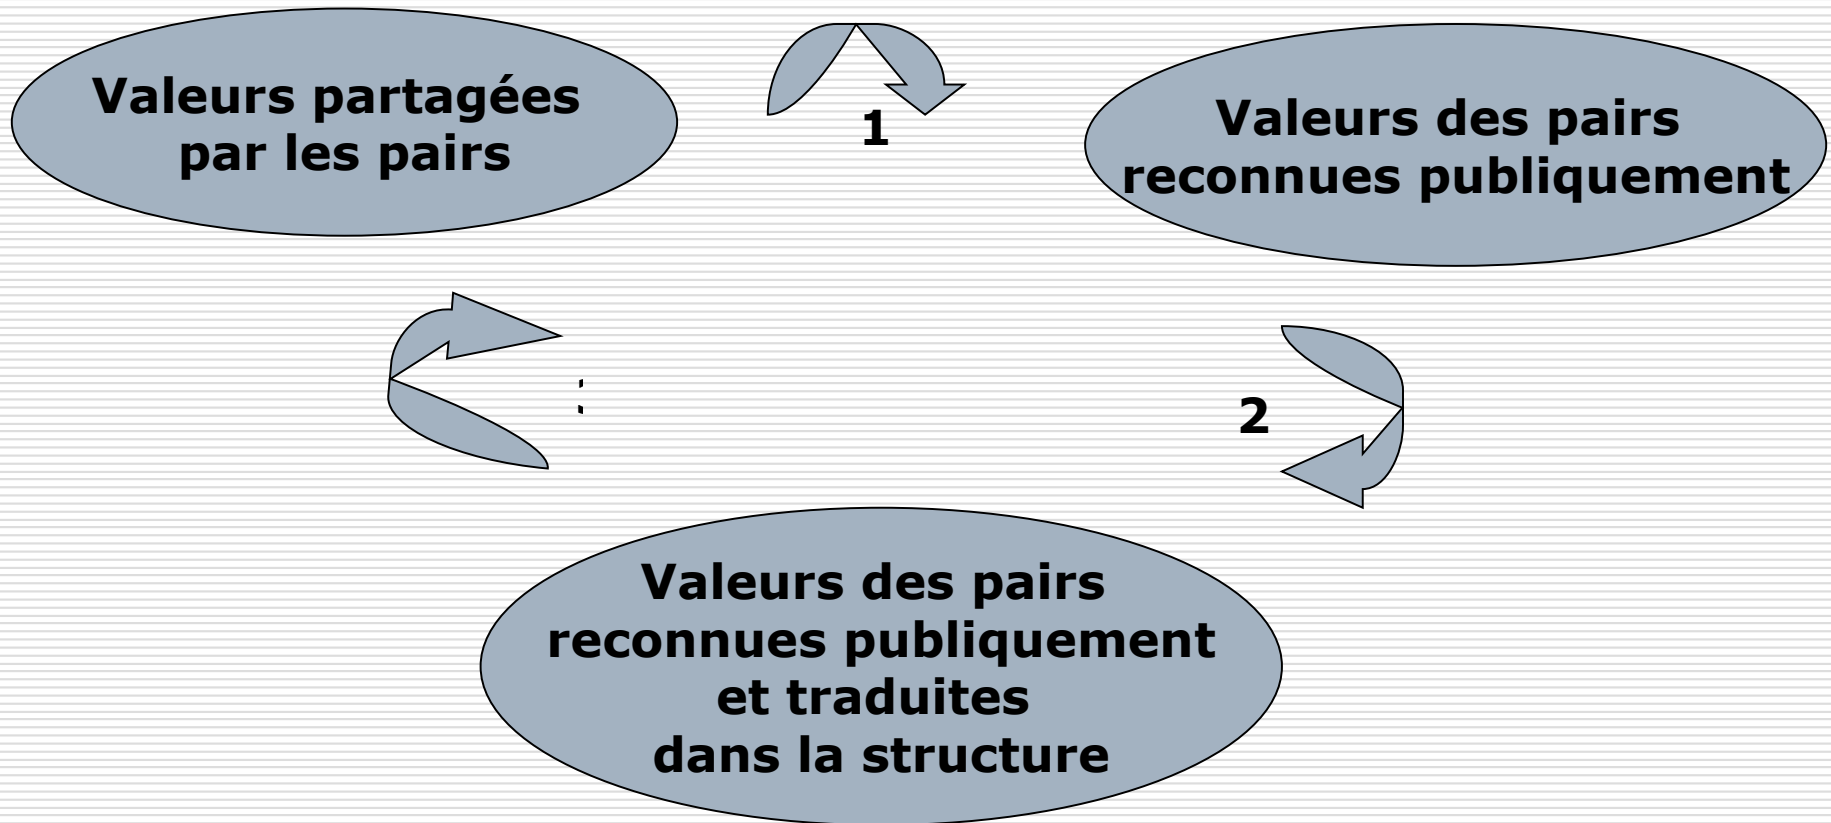 Valeurs partagées
par les pairs
1
Valeurs des pairs
reconnues publiquement
2
Valeurs des pairs
reconnues publiquement
et traduites
dans la structure